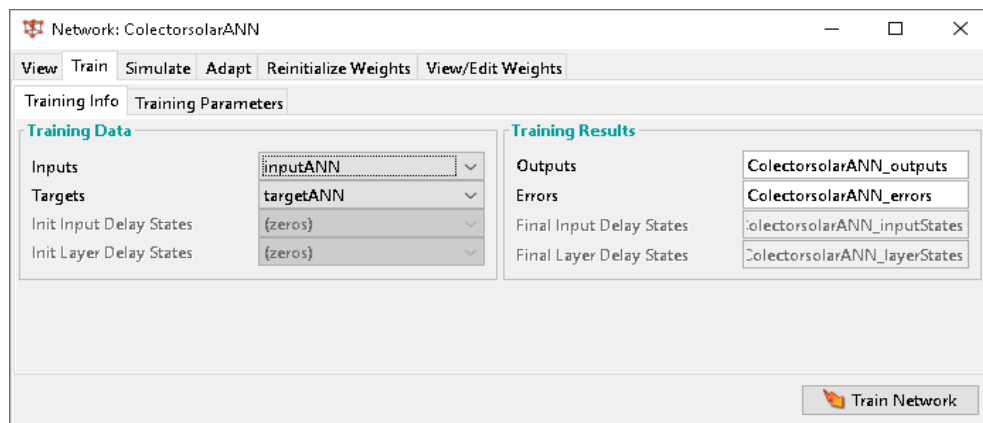 Network: ColectorsolarANN
View Train Simulate Adapt Reinitialize Weights View/Edit Weights
Training Info Training Parameters
Training Data
Inputs inputANN
Targets targetANN
Init Input Delay States (zeros)
Init Layer Delay States (zeros)
Training Results
Outputs ColectorsolarANN_outputs
Errors ColectorsolarANN_errors
Final Input Delay States olectorsolarANN_inputStates
Final Layer Delay States ColectorsolarANN_layerStates
Train Network